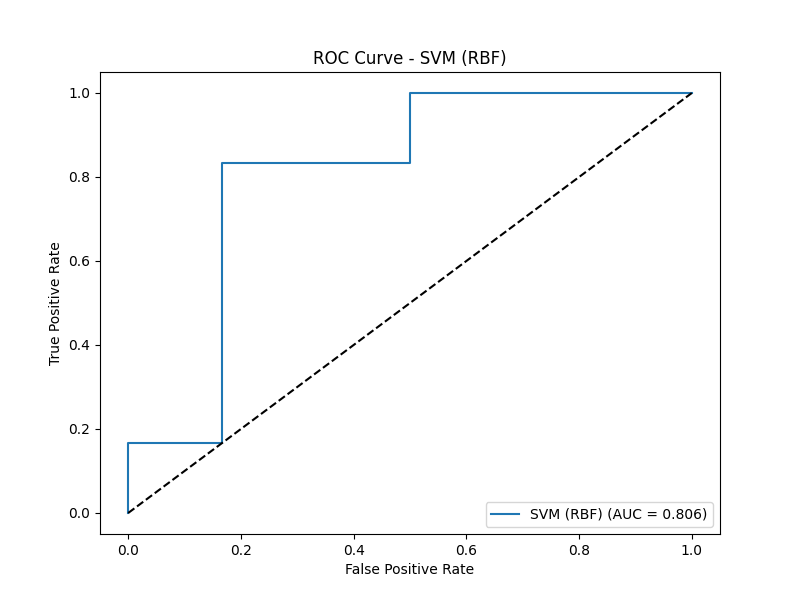 ROC Curve - SVM (RBF)
True Positive Rate
1.0
0.8
0.6
0.4
0.2
0.0
SVM (RBF) (AUC = 0.806)
0.0 0.2 0.4 0.6 0.8 1.0
False Positive Rate